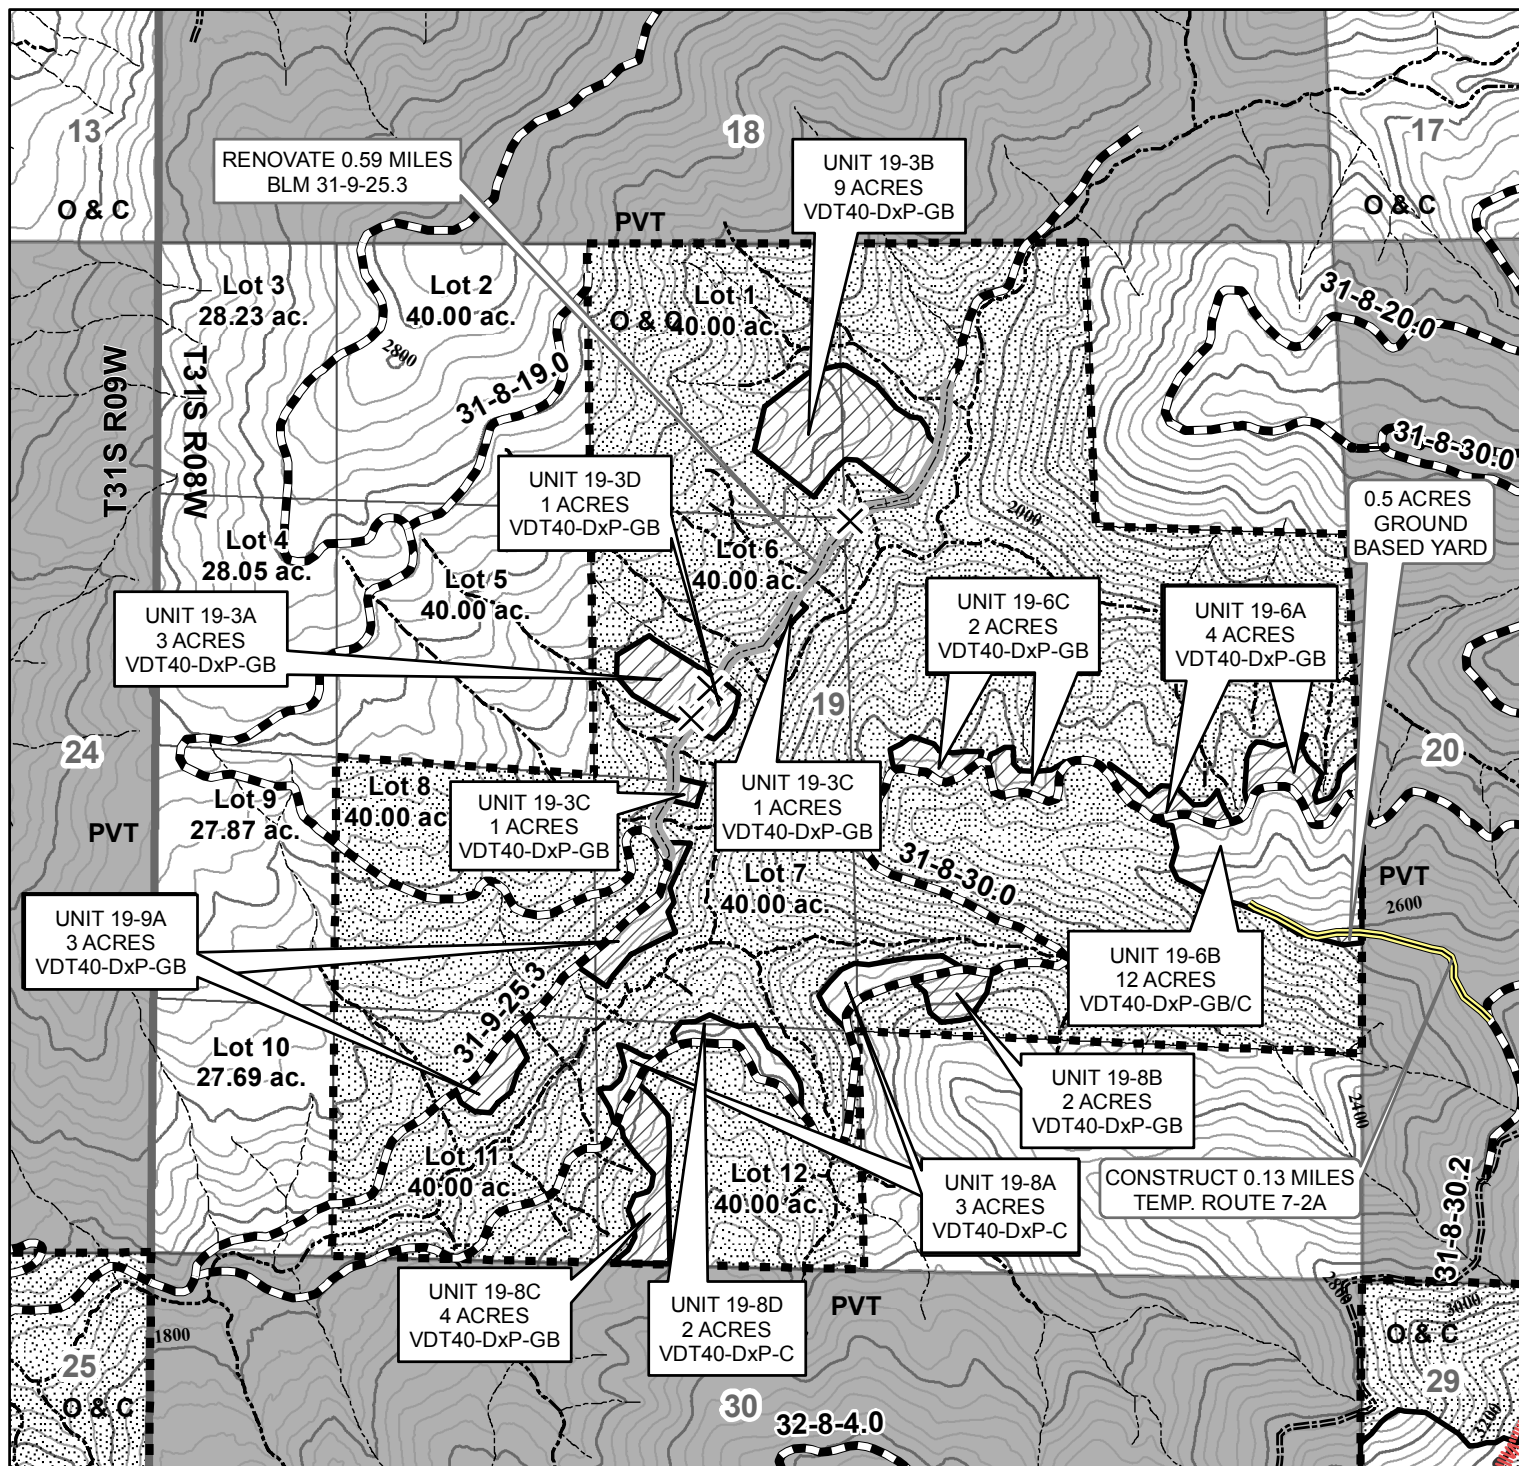 13
18
17
RENOVATE 0.59 MILES
BLM 31-9-25.3
UNIT 19-3B
9 ACRES
VDT40-DxP-GB
O & C
PVT
O & C
Lot 3
28.23 ac.
Lot 2
40.00 ac.
Lot 1
40.00 ac.
O & C
31-8-20.0
2800
31-8-19.0
T31S R09W
T31S R08W
31-8-30.0
UNIT 19-3D
1 ACRES
VDT40-DxP-GB
0.5 ACRES
GROUND
BASED YARD
2000
Lot 4
28.05 ac.
Lot 5
40.00 ac.
Lot 6
40.00 ac.
UNIT 19-3A
3 ACRES
VDT40-DxP-GB
UNIT 19-6C
2 ACRES
VDT40-DxP-GB
UNIT 19-6A
4 ACRES
VDT40-DxP-GB
19
24
20
Lot 9
27.87 ac.
Lot 8
40.00 ac
UNIT 19-3C
1 ACRES
VDT40-DxP-GB
UNIT 19-3C
1 ACRES
VDT40-DxP-GB
PVT
31-8-30.0
Lot 7
40.00 ac.
PVT
2600
UNIT 19-9A
3 ACRES
VDT40-DxP-GB
UNIT 19-6B
12 ACRES
VDT40-DxP-GB/C
31-9-25.3
Lot 10
27.69 ac.
UNIT 19-8B
2 ACRES
VDT40-DxP-GB
2400
Lot 11
40.00 ac.
Lot 12
40.00 ac.
UNIT 19-8A
3 ACRES
VDT40-DxP-C
CONSTRUCT 0.13 MILES
TEMP. ROUTE 7-2A
31-8-30.2
UNIT 19-8C
4 ACRES
VDT40-DxP-GB
UNIT 19-8D
2 ACRES
VDT40-DxP-C
PVT
2800
3000
1800
O & C
25
29
O & C
30
32-8-4.0
3200